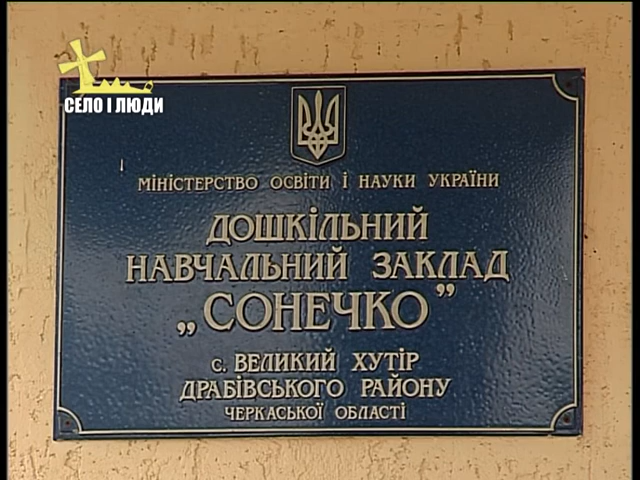 СЕЛО І ЛЮДИ
МІНІСТЕРСТВО ОСВІТИ І НАУКИ УКРАЇНИ
ДОШКІЛЬНИЙ
НАВЧАЛЬНИЙ ЗАКЛАД
„СОНЕЧКО”
с. ВЕЛИКИЙ ХУТІР
ДРАБІВСЬКОГО РАЙОНУ
ЧЕРКАСЬКОЇ ОБЛАСТІ